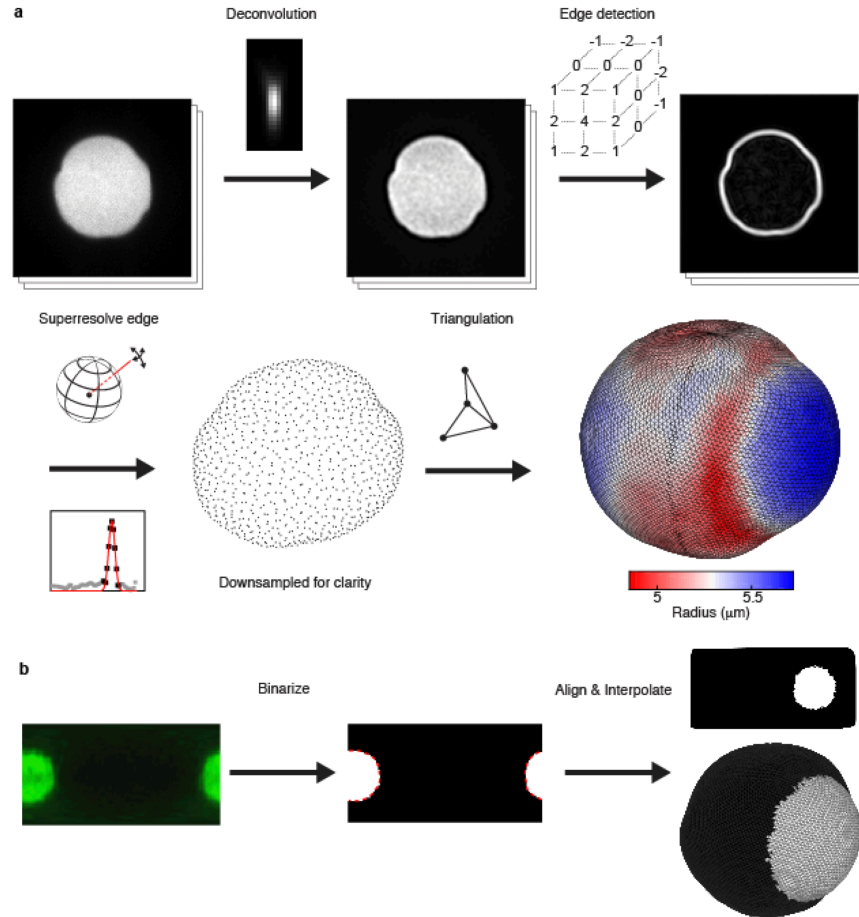 a
Deconvolution
Edge detection
-1 -2 -1
0 0 0
1 2 1 0 -2
2 4 2 0 -1
1 2 1
Superresolve edge
Triangulation
Downsampled for clarity
5 5.5
Radius (μm)
b
Binarize
Align & Interpolate